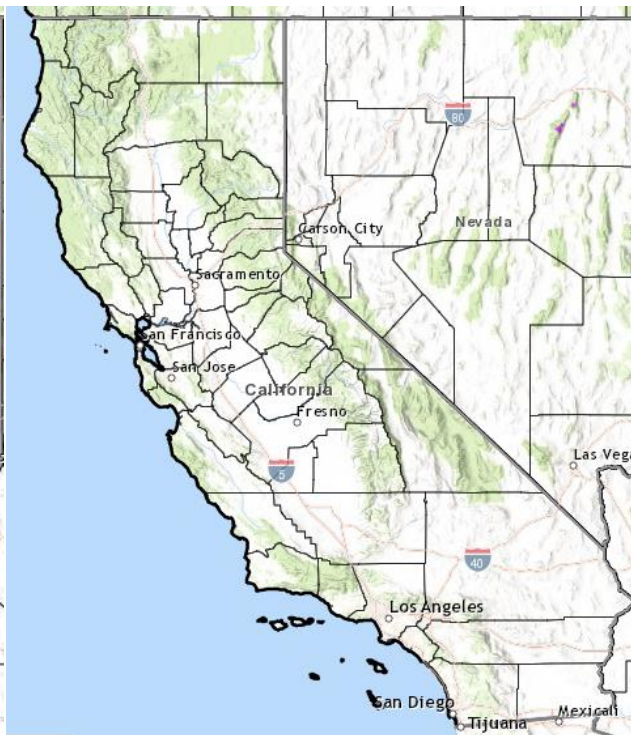 80
Carson City
Nevada
Sacramento
San Francisco
San Jose
California
Fresno
Las Vega
5
40
Los Angeles
San Diego
Tijuana
Mexicali